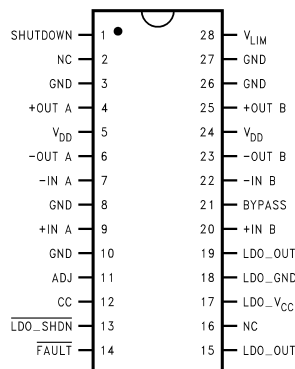 SHUTDOWN 1 28 VLIM
NC 2 27 GND
GND 3 26 GND
+OUT A 4 25 +OUT B
VDD 5 24 VDD
-OUT A 6 23 -OUT B
-IN A 7 22 -IN B
GND 8 21 BYPASS
+IN A 9 20 +IN B
GND 10 19 LDO_OUT
ADJ 11 18 LDO_GND
CC 12 17 LDO_VCC
LDO_SHDN 13 16 NC
FAULT 14 15 LDO_OUT